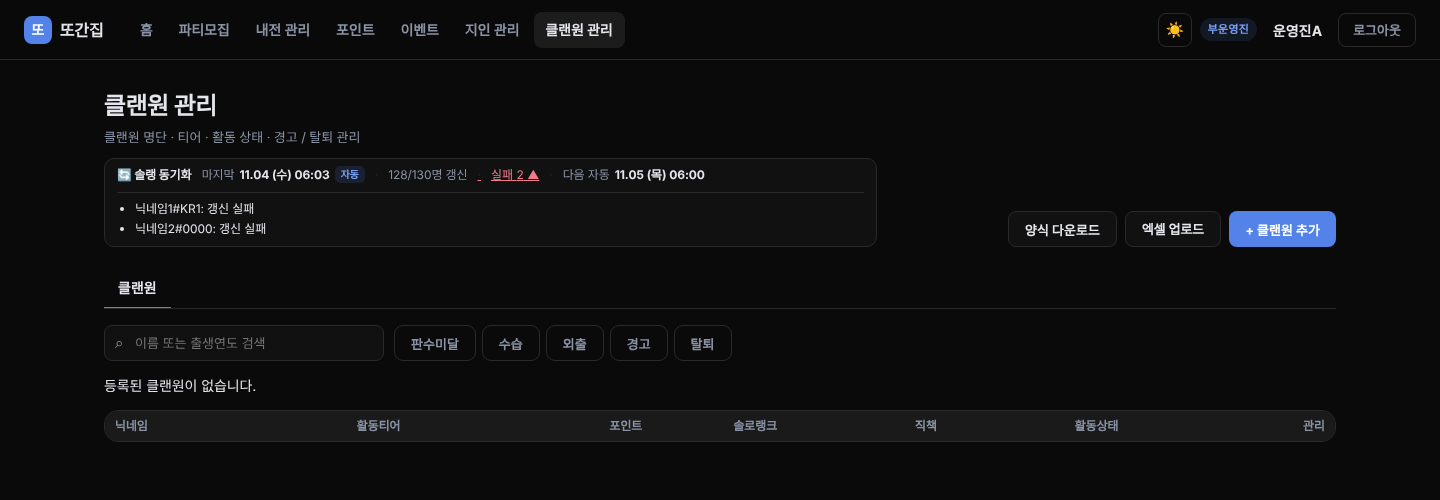 또 또간집 홈 파티모집 내전 관리 포인트 이벤트 지인 관리 클랜원 관리 부운영진 운영진A 로그아웃
클랜원 관리
클랜원 명단 · 티어 · 활동 상태 · 경고 / 탈퇴 관리
솔랭 동기화 마지막 11.04 (수) 06:03 자동 · 128/130명 갱신 · 실패 2 ▲ · 다음 자동 11.05 (목) 06:00
• 닉네임1#KR1: 갱신 실패
• 닉네임2#0000: 갱신 실패
양식 다운로드 엑셀 업로드 + 클랜원 추가
클랜원
이름 또는 출생연도 검색 판수미달 수습 외출 경고 탈퇴
등록된 클랜원이 없습니다.
닉네임 활동티어 포인트 솔로랭크 직책 활동상태 관리